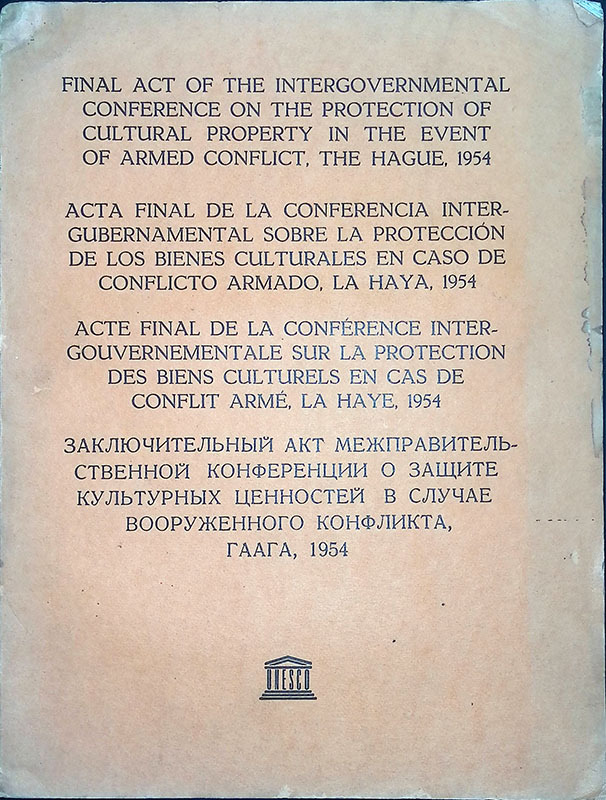 FINAL ACT OF THE INTERGOVERNMENTAL
CONFERENCE ON THE PROTECTION OF
CULTURAL PROPERTY IN THE EVENT
OF ARMED CONFLICT, THE HAGUE, 1954
ACTA FINAL DE LA CONFERENCIA INTER-
GUBERNAMENTAL SOBRE LA PROTECCIÓN
DE LOS BIENES CULTURALES EN CASO DE
CONFLICTO ARMADO, LA HAYA, 1954
ACTE FINAL DE LA CONFÉRENCE INTER-
GOUVERNEMENTALE SUR LA PROTECTION
DES BIENS CULTURELS EN CAS DE
CONFLIT ARMÉ, LA HAYE, 1954
ЗАКЛЮЧИТЕЛЬНЫЙ АКТ МЕЖПРАВИТЕЛЬ-
СТВЕННОЙ КОНФЕРЕНЦИИ О ЗАЩИТЕ
КУЛЬТУРНЫХ ЦЕННОСТЕЙ В СЛУЧАЕ
ВООРУЖЕННОГО КОНФЛИКТА,
ГААГА, 1954
UNESCO